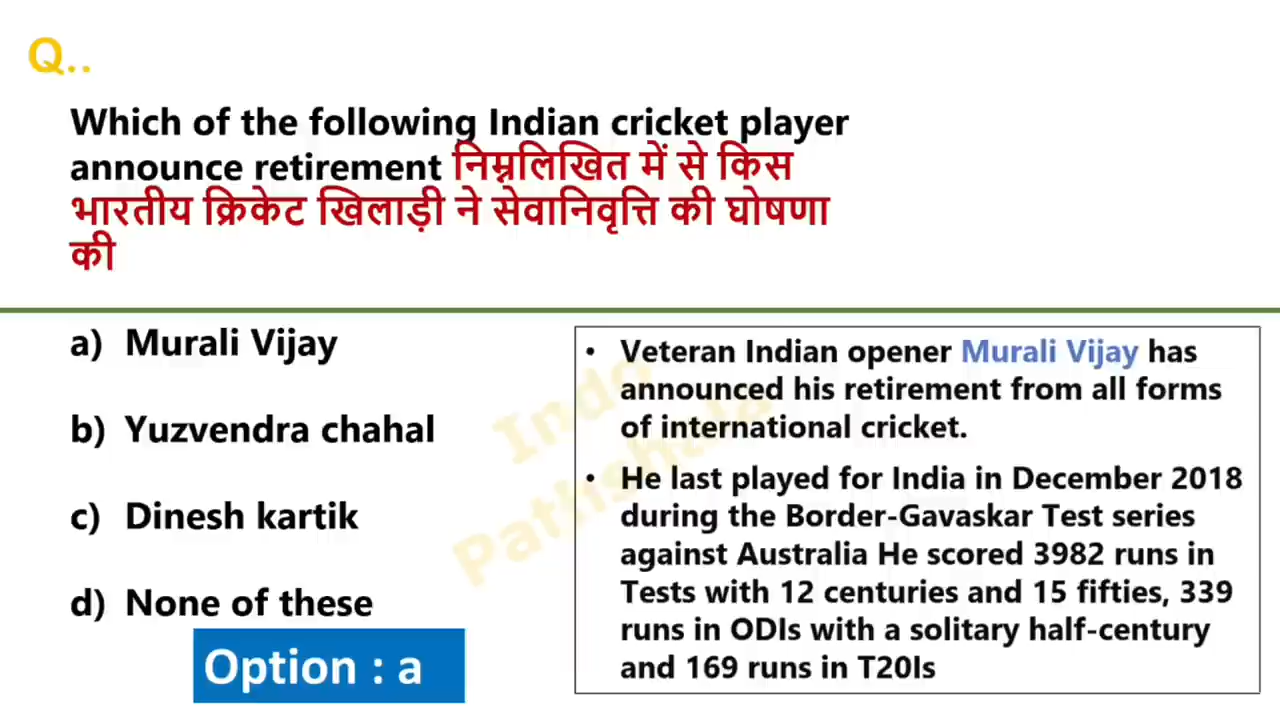 Q..
Which of the following Indian cricket player
announce retirement निम्नलिखित में से किस
भारतीय क्रिकेट खिलाड़ी ने सेवानिवृत्ति की घोषणा
की
a) Murali Vijay
b) Yuzvendra chahal
c) Dinesh kartik
d) None of these
Option : a
• Veteran Indian opener Murali Vijay has
announced his retirement from all forms
of international cricket.
• He last played for India in December 2018
during the Border-Gavaskar Test series
against Australia He scored 3982 runs in
Tests with 12 centuries and 15 fifties, 339
runs in ODIs with a solitary half-century
and 169 runs in T20Is
Indo
Pathshala